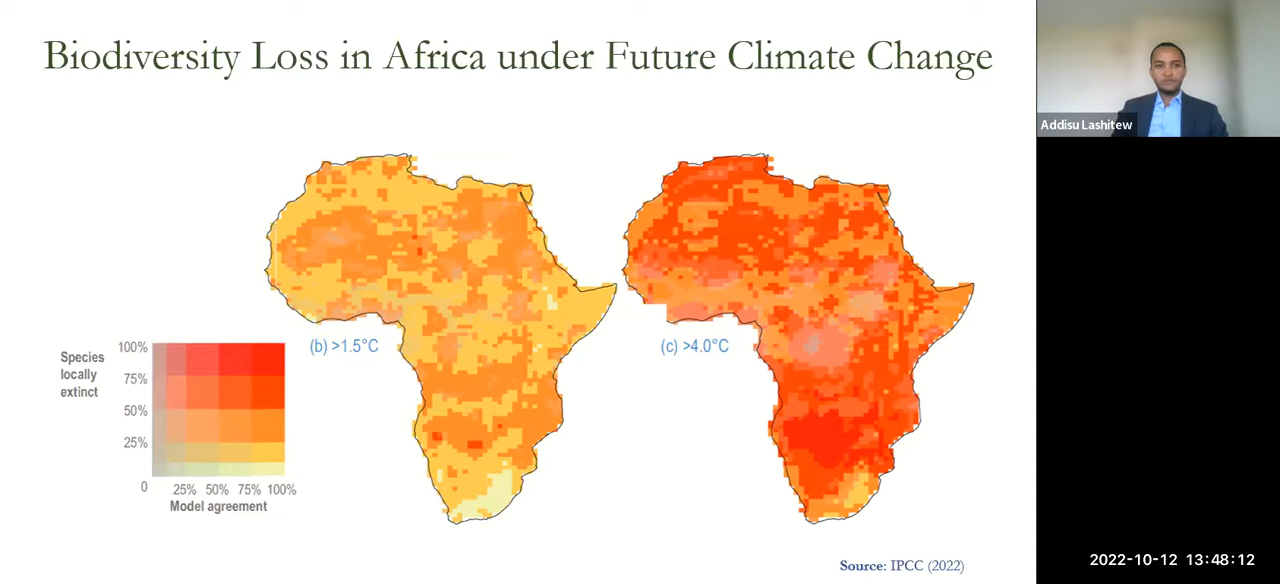 Biodiversity Loss in Africa under Future Climate Change
Addisu Lashitew
(b) >1.5°C
(c) >4.0°C
Species
locally
extinct
100%
75%
50%
25%
0
25% 50% 75% 100%
Model agreement
Source: IPCC (2022)
2022-10-12 13:48:12